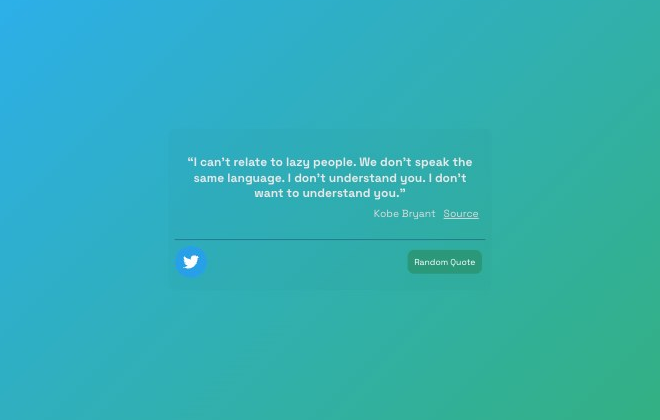 “I can’t relate to lazy people. We don’t speak the
same language. I don’t understand you. I don’t
want to understand you.”
Kobe Bryant Source
Random Quote